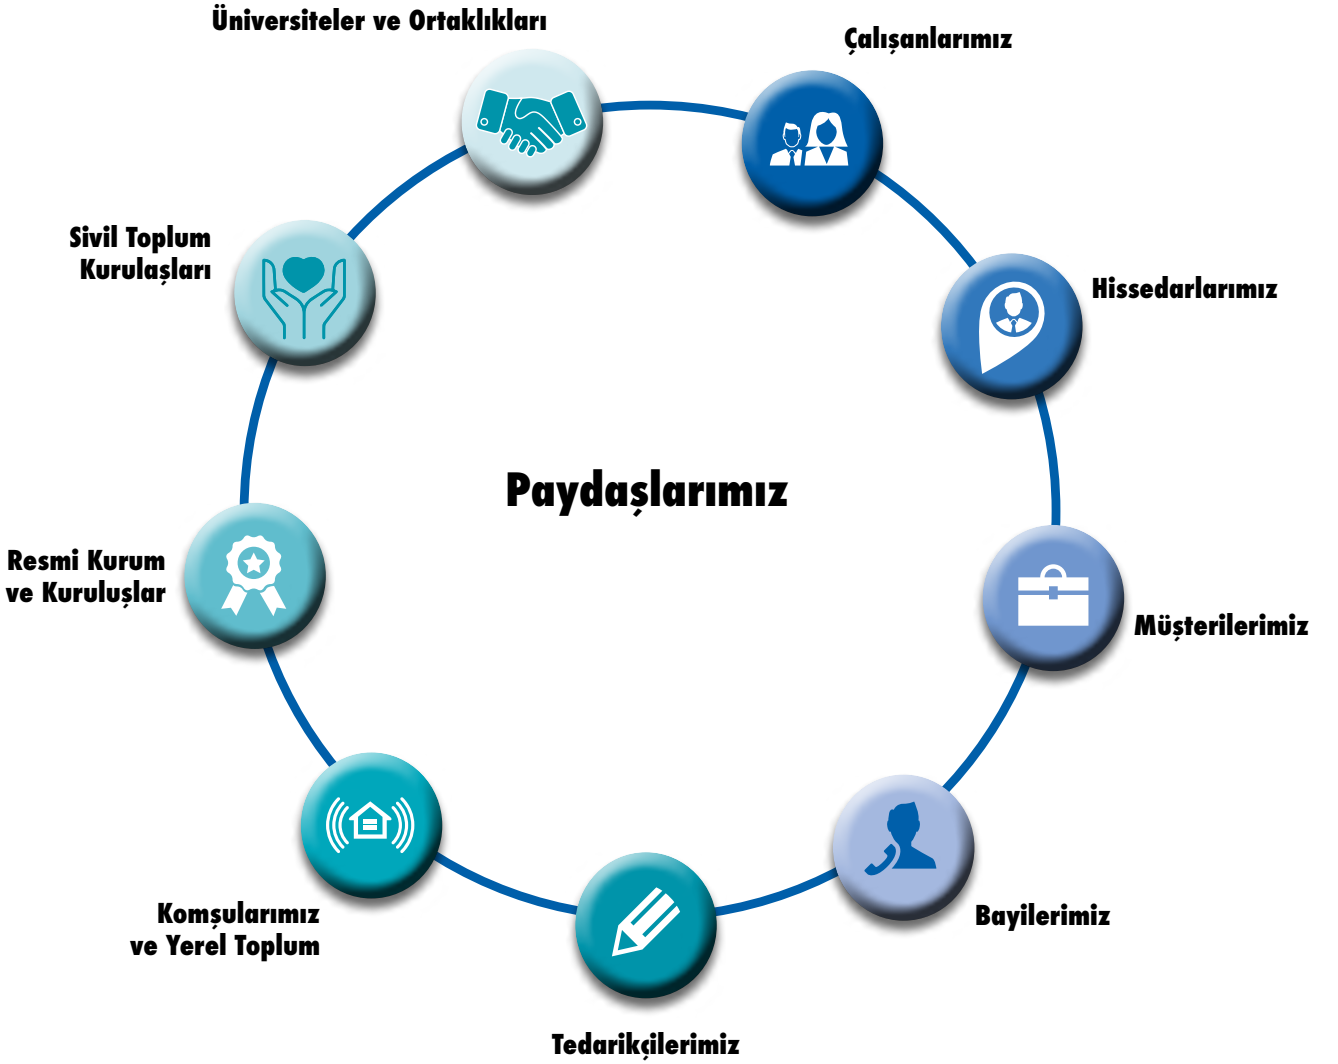 Üniversiteler ve Ortaklıkları
Çalışanlarımız
Sivil Toplum
Kurulaşları
Hissedarlarımız
Paydaşlarımız
Resmi Kurum
ve Kuruluşlar
Müşterilerimiz
Komşularımız
ve Yerel Toplum
Bayilerimiz
Tedarikçilerimiz